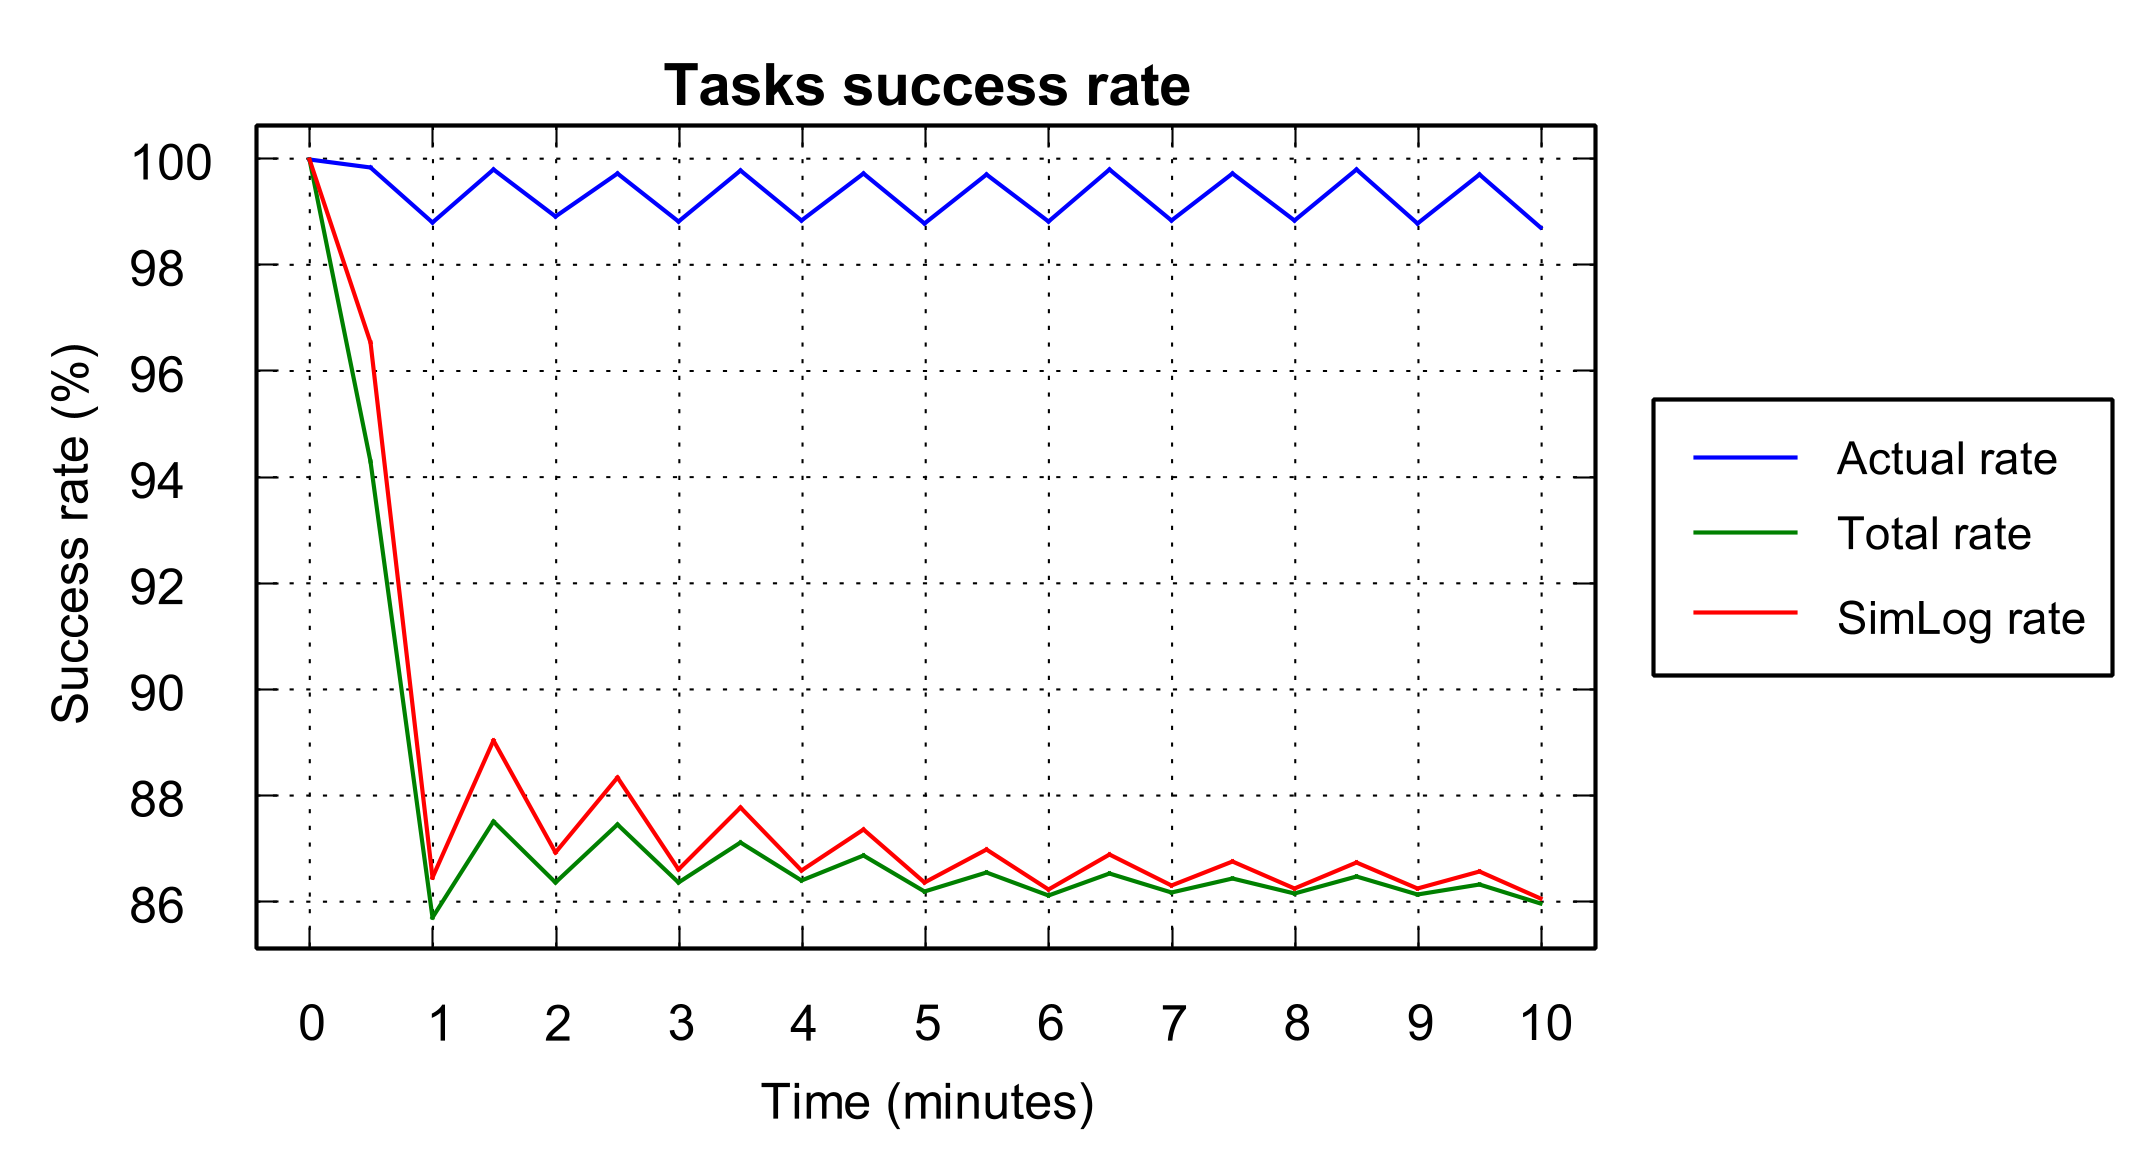 Tasks success rate
100
98
96
94
92
90
88
86
Success rate (%)
0 1 2 3 4 5 6 7 8 9 10
Time (minutes)
Actual rate
Total rate
SimLog rate